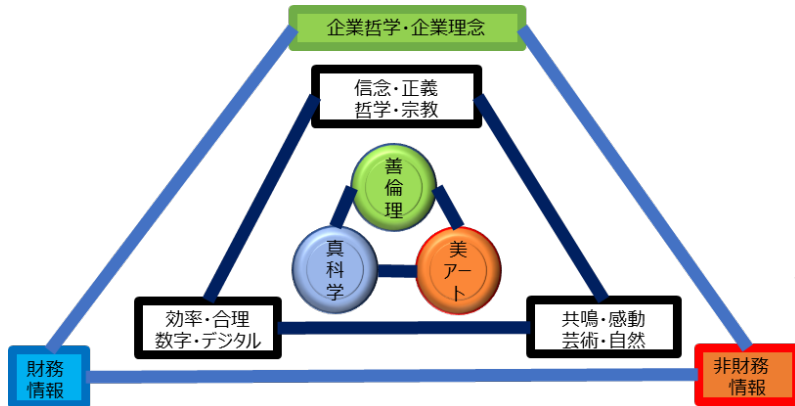 企業哲学・企業理念
信念・正義
哲学・宗教
善
倫
理
真
科
学
美
アー
ト
効率・合理
数字・デジタル
共鳴・感動
芸術・自然
財務
情報
非財務
情報